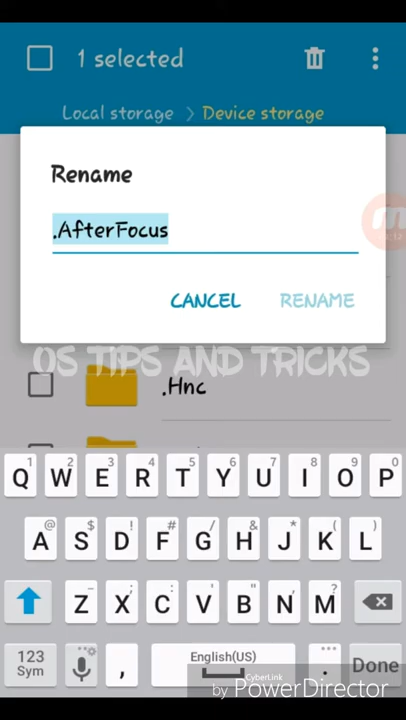 1 selected
Local storage > Device storage
Rename
.AfterFocus
CANCEL RENAME
OS TIPS AND TRICKS
.Hnc
1 2 3 4 5 6 7 8 9 0
Q W E R T Y U I O P
@ $ ! # / & * ( )
A S D F G H J K L
- ; : ' " ?
Z X C V B N M
123 Sym , English(US) . Done
CyberLink
by PowerDirector